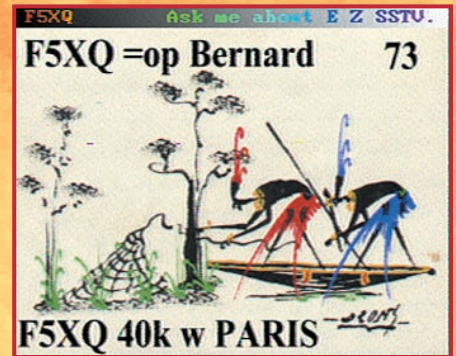 F5XQ Ask me about E Z SSTV.
F5XQ =op Bernard 73
F5XQ 40k w PARIS